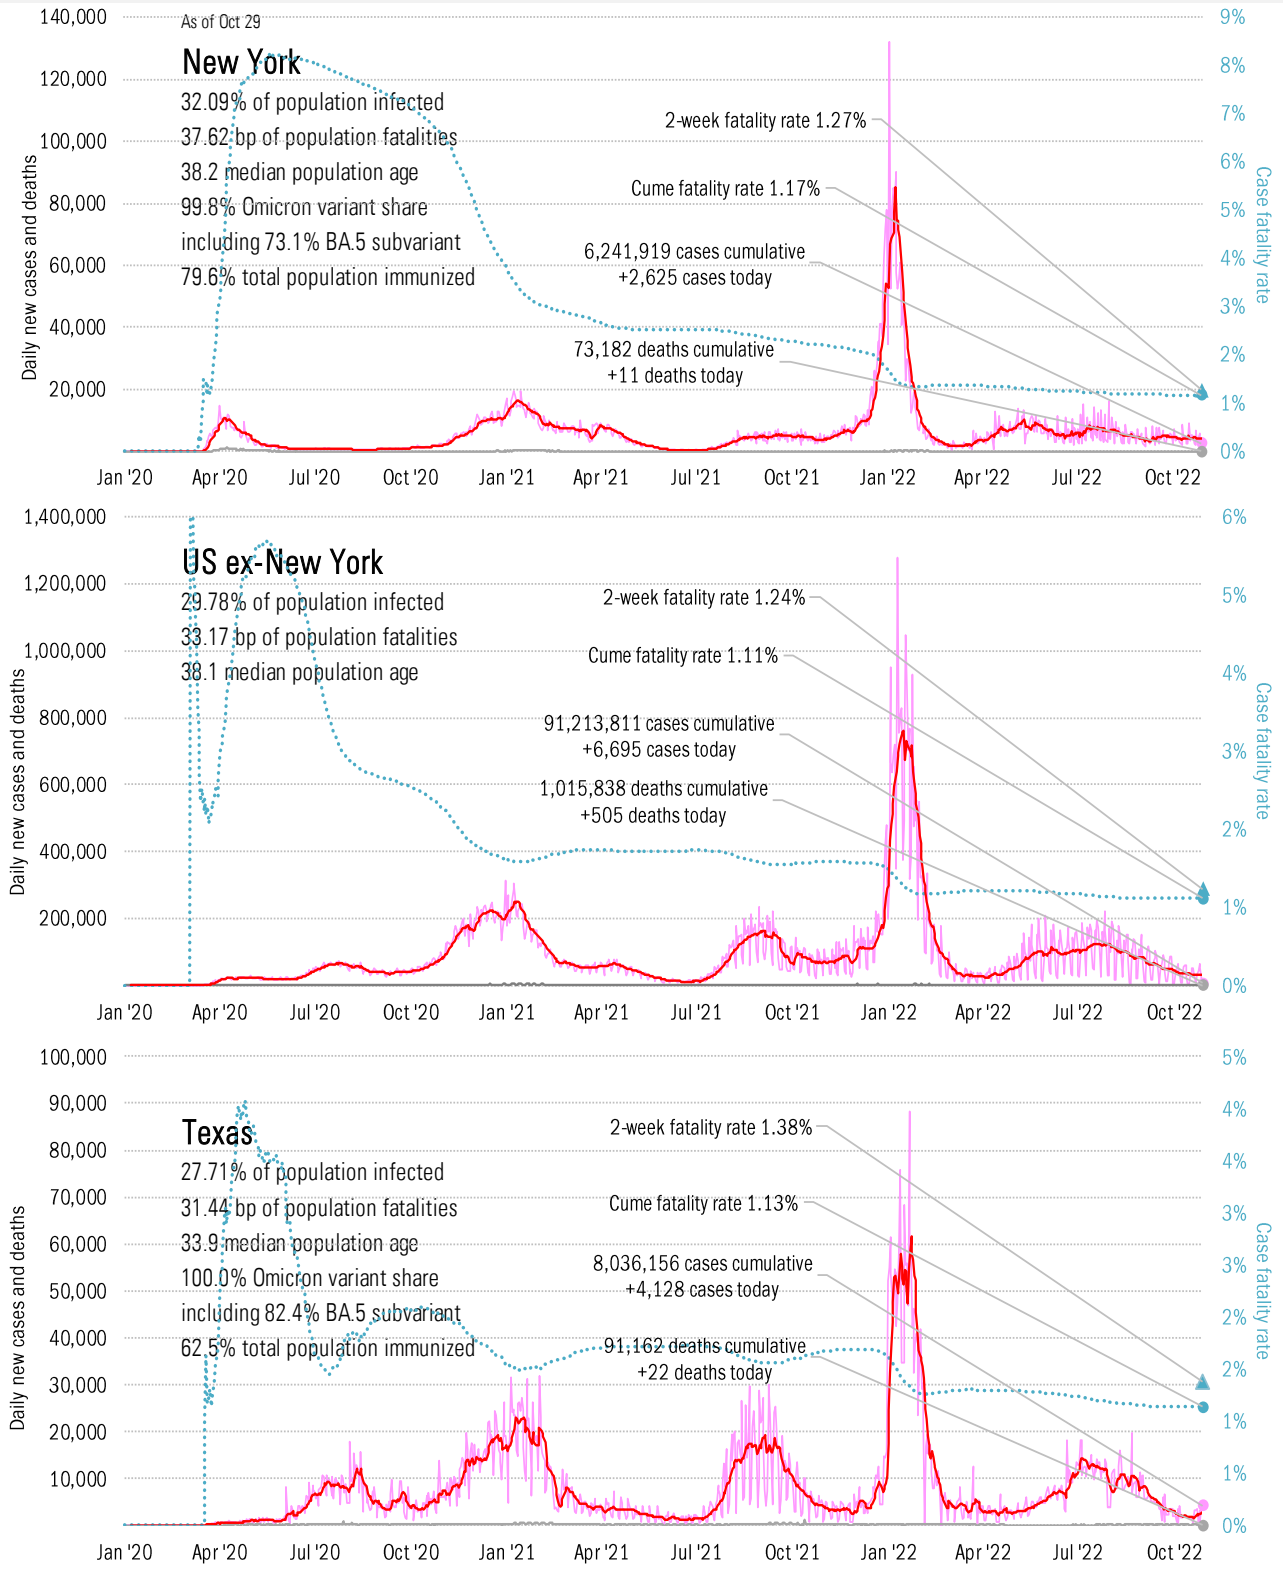 140,000
As of Oct 29
9%
New York
120,000
8%
32.09% of population infected
100,000
37.62 bp of population fatalities
2-week fatality rate 1.27%
7%
38.2 median population age
6%
80,000
99.8% Omicron variant share
Cume fatality rate 1.17%
5%
including 73.1% BA.5 subvariant
60,000
79.6% total population immunized
6,241,919 cases cumulative
+2,625 cases today
4%
40,000
3%
73,182 deaths cumulative
+11 deaths today
2%
20,000
1%
0%
Daily new cases and deaths
Case fatality rate
Jan '20 Apr '20 Jul '20 Oct '20 Jan '21 Apr '21 Jul '21 Oct '21 Jan '22 Apr '22 Jul '22 Oct '22
1,400,000
6%
US ex-New York
1,200,000
29.78% of population infected
2-week fatality rate 1.24%
5%
33.17 bp of population fatalities
1,000,000
Cume fatality rate 1.11%
38.1 median population age
4%
800,000
91,213,811 cases cumulative
+6,695 cases today
3%
600,000
1,015,838 deaths cumulative
+505 deaths today
2%
400,000
200,000
1%
0%
Daily new cases and deaths
Case fatality rate
Jan '20 Apr '20 Jul '20 Oct '20 Jan '21 Apr '21 Jul '21 Oct '21 Jan '22 Apr '22 Jul '22 Oct '22
100,000
5%
90,000
4%
Texas
2-week fatality rate 1.38%
80,000
4%
27.71% of population infected
70,000
31.44 bp of population fatalities
Cume fatality rate 1.13%
3%
60,000
33.9 median population age
3%
50,000
100.0% Omicron variant share
8,036,156 cases cumulative
+4,128 cases today
including 82.4% BA.5 subvariant
2%
40,000
62.5% total population immunized
91,162 deaths cumulative
+22 deaths today
2%
30,000
20,000
1%
10,000
1%
0%
Daily new cases and deaths
Case fatality rate
Jan '20 Apr '20 Jul '20 Oct '20 Jan '21 Apr '21 Jul '21 Oct '21 Jan '22 Apr '22 Jul '22 Oct '22